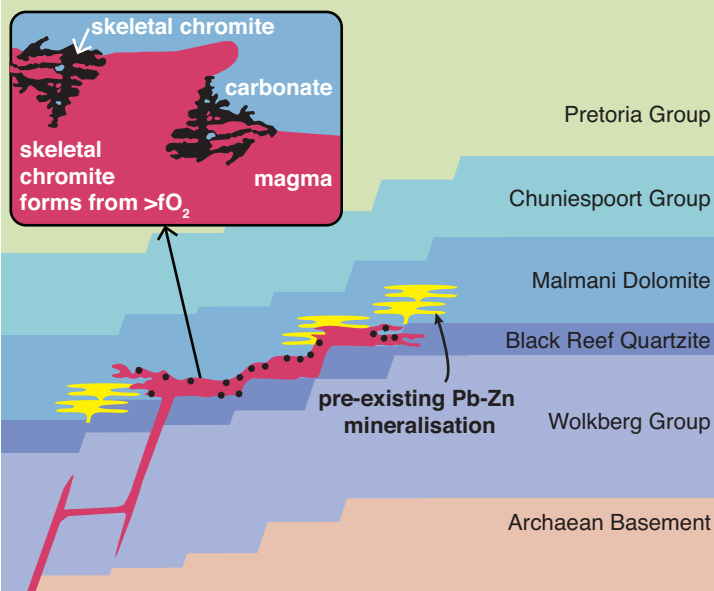 skeletal chromite
carbonate
skeletal
chromite
forms from >fO₂
magma
Pretoria Group
Chuniespoort Group
Malmani Dolomite
Black Reef Quartzite
pre-existing Pb-Zn
mineralisation
Wolkberg Group
Archaean Basement